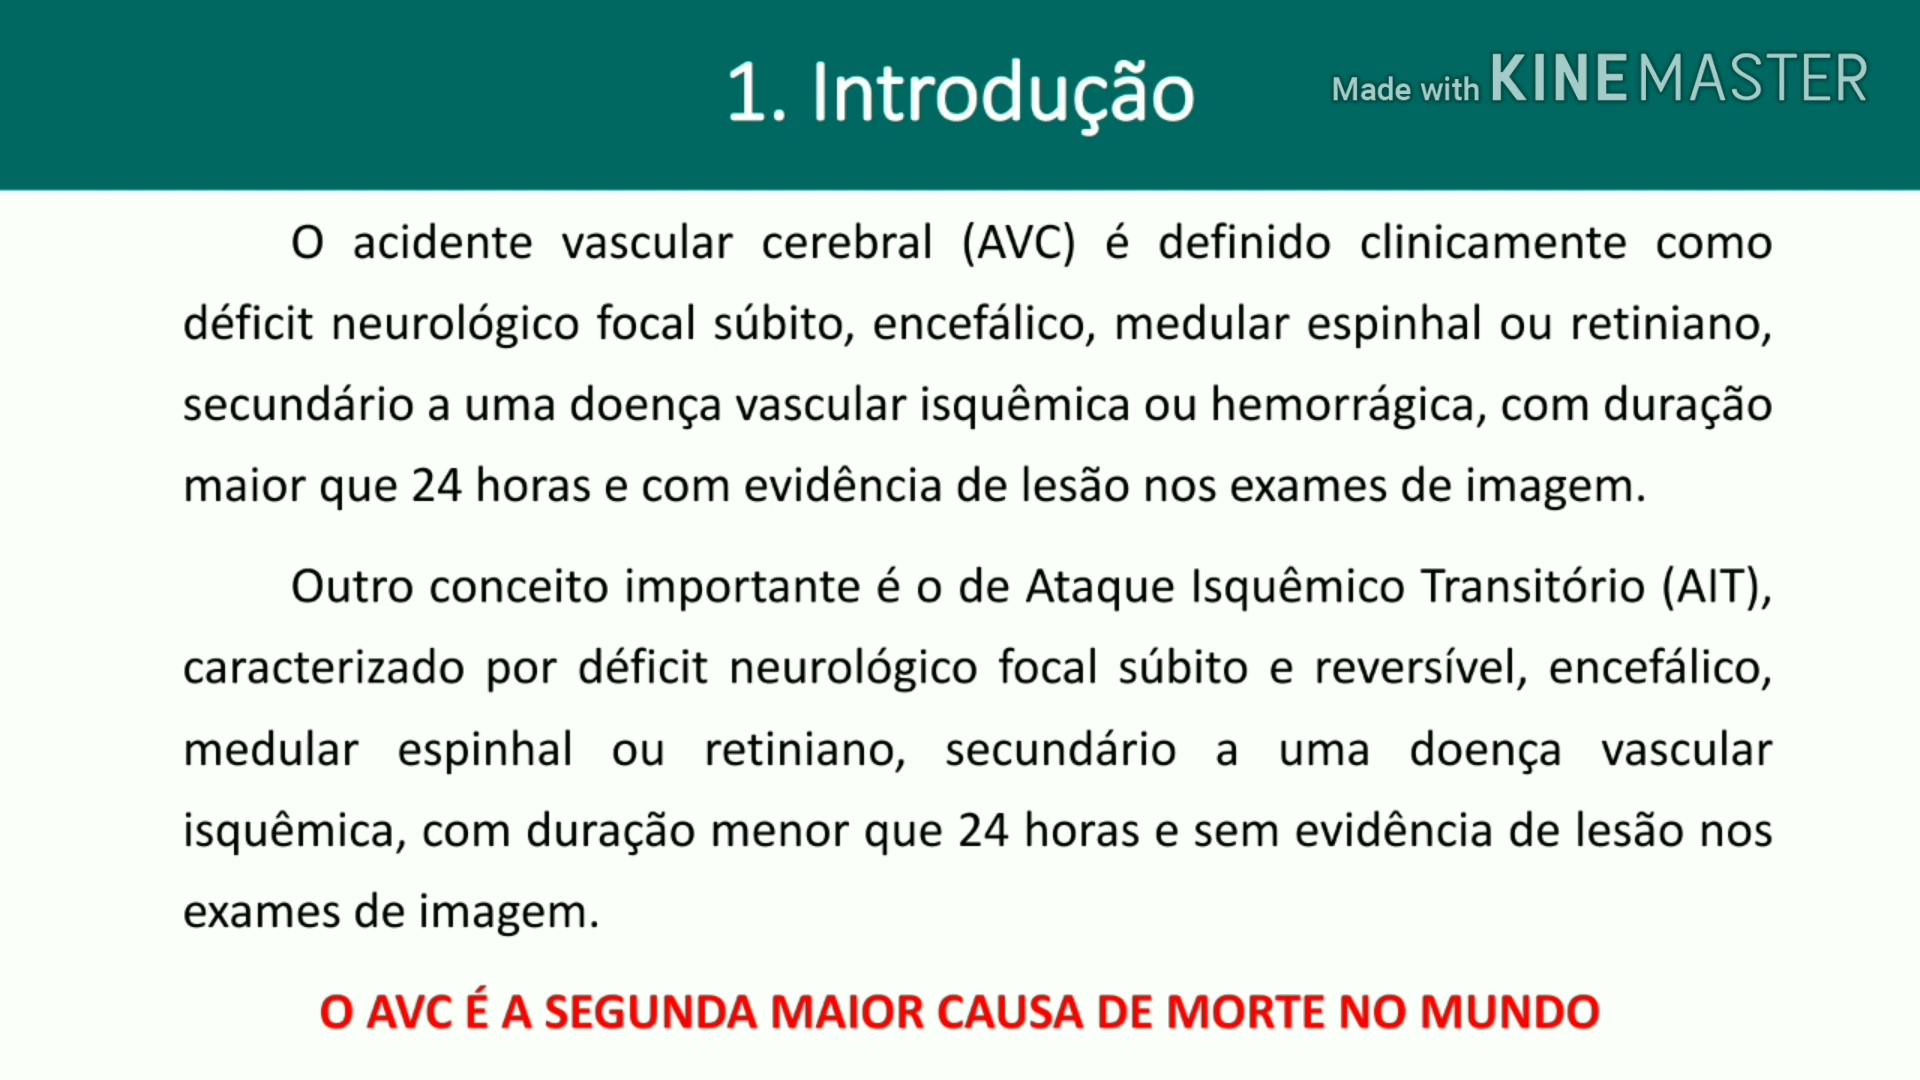 1. Introdução
Made with KINEMASTER
O acidente vascular cerebral (AVC) é definido clinicamente como
déficit neurológico focal súbito, encefálico, medular espinhal ou retiniano,
secundário a uma doença vascular isquêmica ou hemorrágica, com duração
maior que 24 horas e com evidência de lesão nos exames de imagem.
Outro conceito importante é o de Ataque Isquêmico Transitório (AIT),
caracterizado por déficit neurológico focal súbito e reversível, encefálico,
medular espinhal ou retiniano, secundário a uma doença vascular
isquêmica, com duração menor que 24 horas e sem evidência de lesão nos
exames de imagem.
O AVC É A SEGUNDA MAIOR CAUSA DE MORTE NO MUNDO